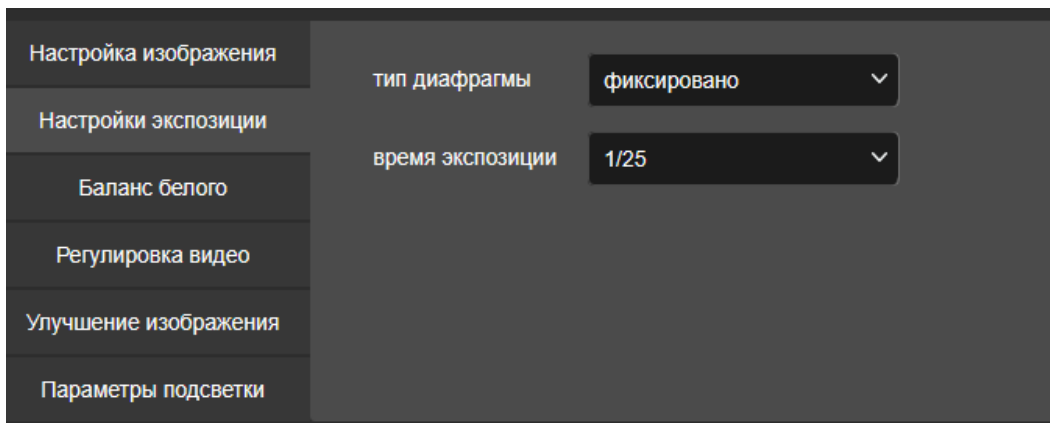 Настройка изображения
тип диафрагмы фиксировано
Настройки экспозиции
время экспозиции 1/25
Баланс белого
Регулировка видео
Улучшение изображения
Параметры подсветки